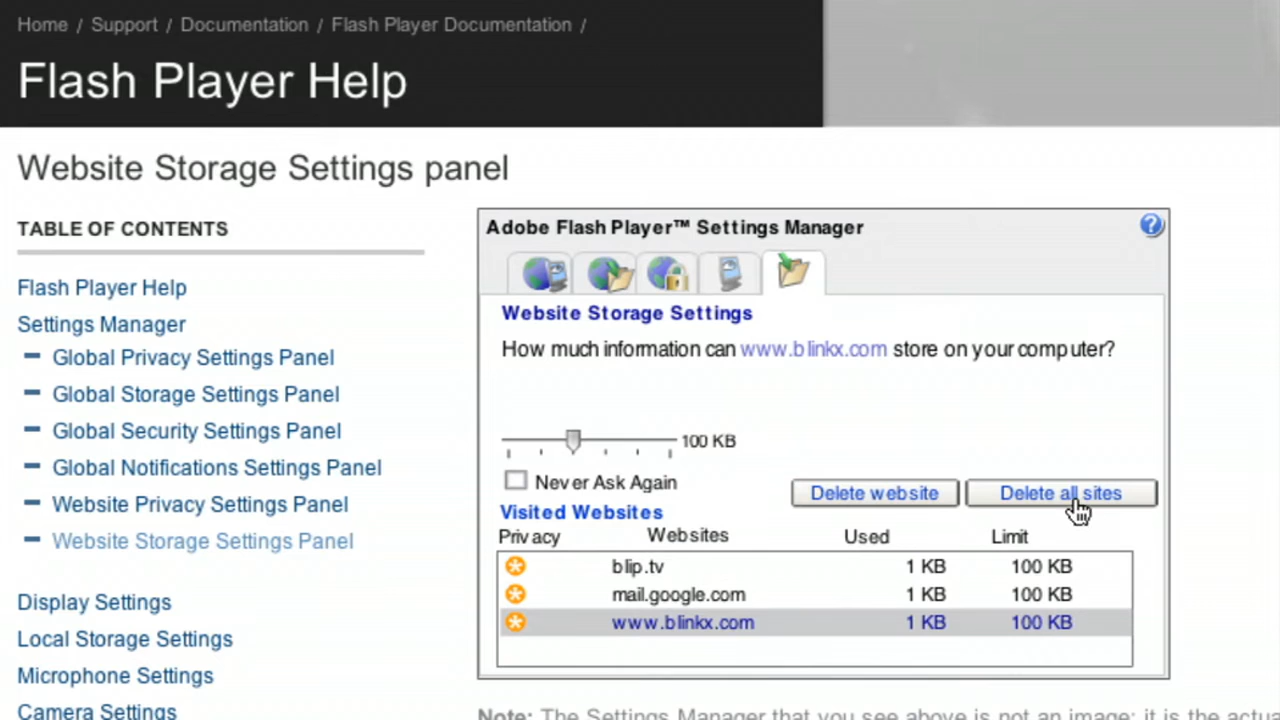 Home / Support / Documentation / Flash Player Documentation /
Flash Player Help
Website Storage Settings panel
TABLE OF CONTENTS
Flash Player Help
Settings Manager
Global Privacy Settings Panel
Global Storage Settings Panel
Global Security Settings Panel
Global Notifications Settings Panel
Website Privacy Settings Panel
Website Storage Settings Panel
Display Settings
Local Storage Settings
Microphone Settings
Camera Settings
Adobe Flash Player™ Settings Manager
?
Website Storage Settings
How much information can www.blinkx.com store on your computer?
100 KB
Never Ask Again
Delete website Delete all sites
Visited Websites
Privacy Websites Used Limit
blip.tv 1 KB 100 KB
mail.google.com 1 KB 100 KB
www.blinkx.com 1 KB 100 KB
Note: The Settings Manager that you see above is not an image; it is the